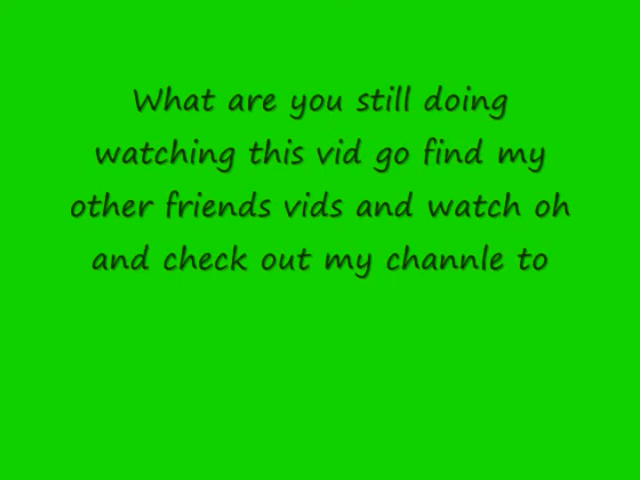 What are you still doing
watching this vid go find my
other friends vids and watch oh
and check out my channle to